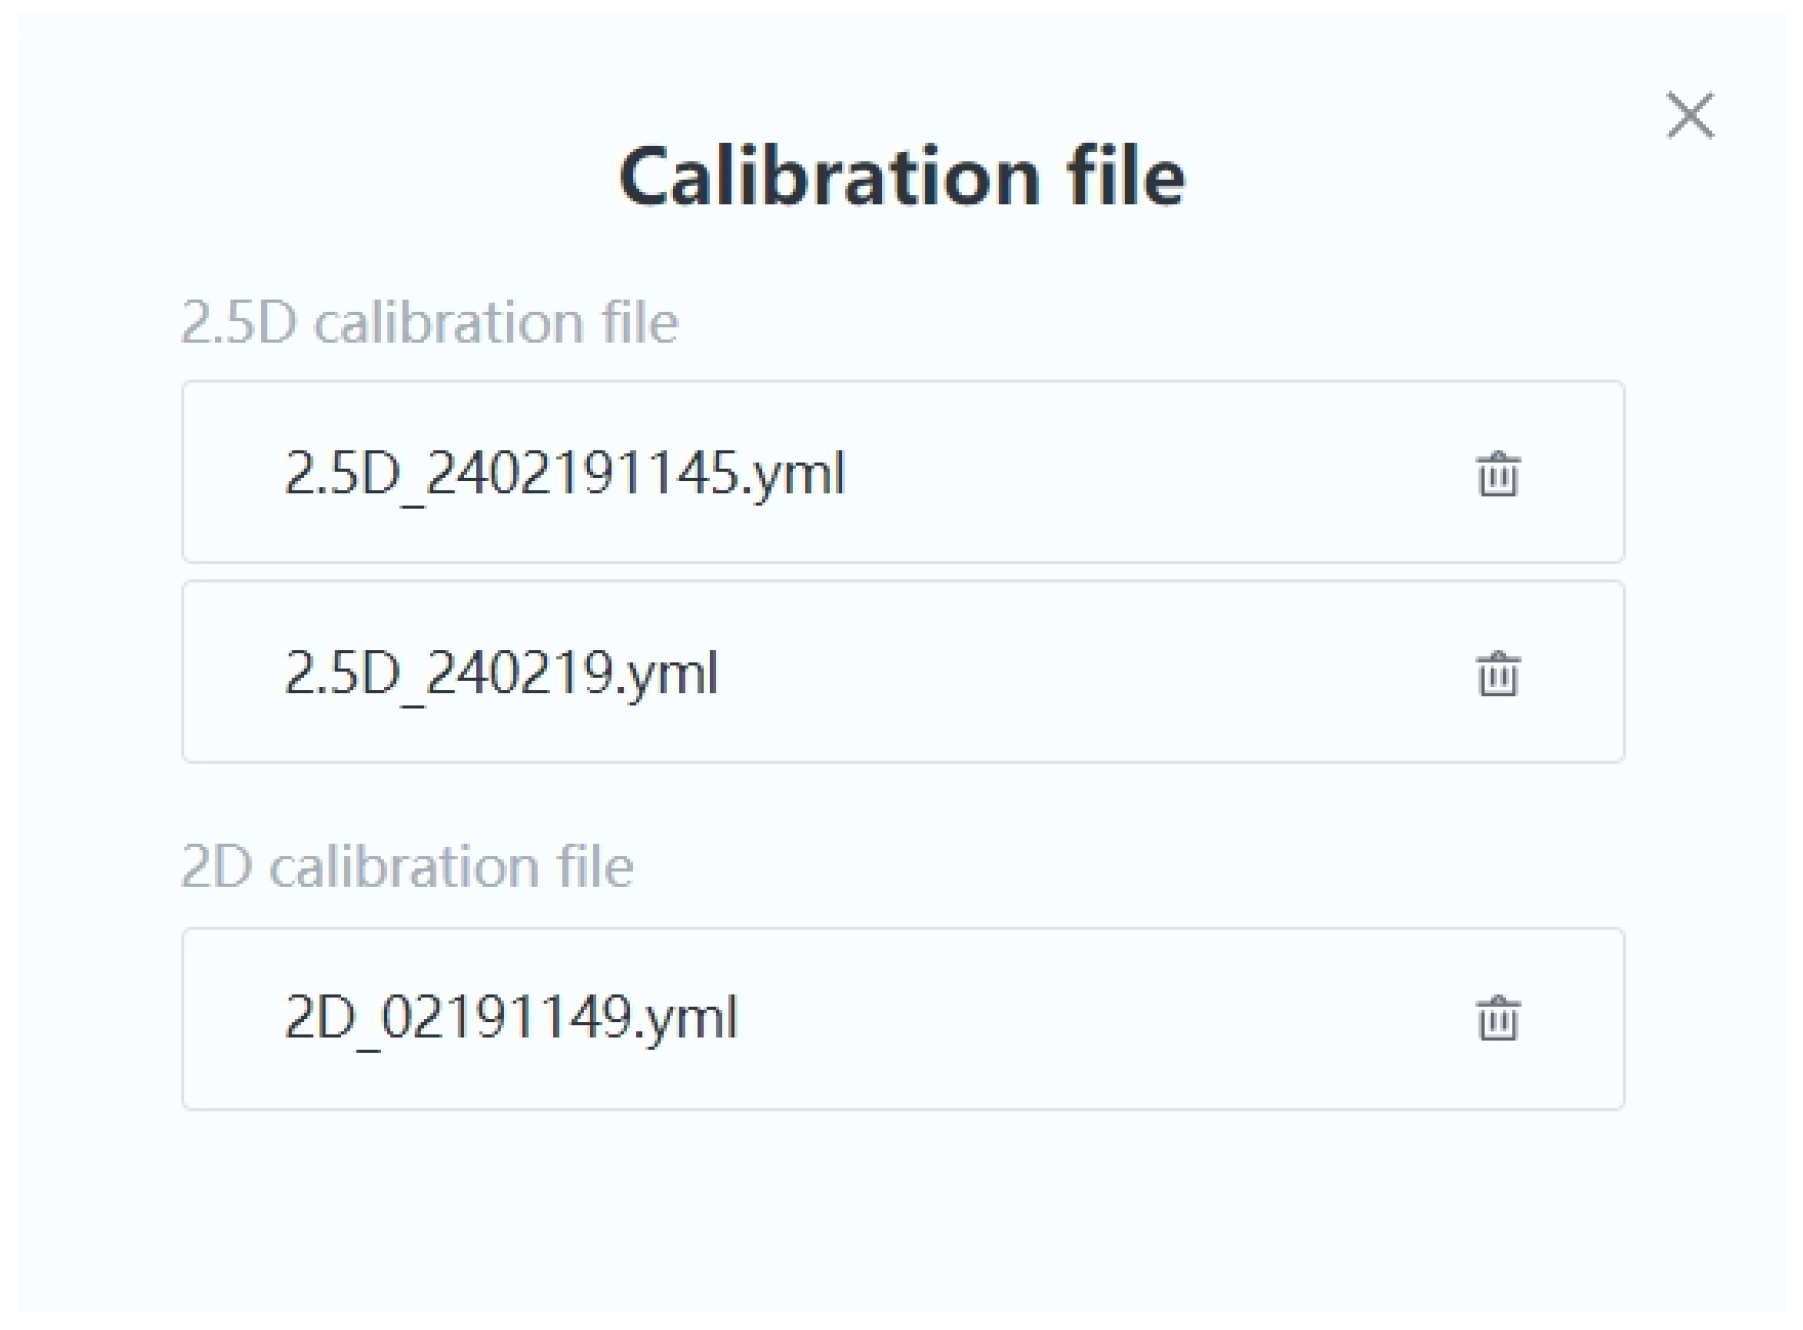 Calibration file
2.5D calibration file
2.5D_2402191145.yml
2.5D_240219.yml
2D calibration file
2D_02191149.yml